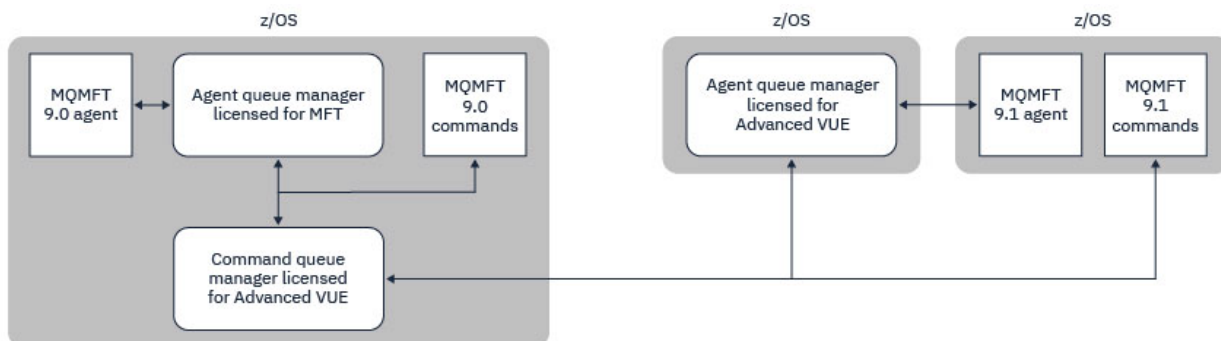 z/OS
MQMFT
9.0 agent
Agent queue manager
licensed for MFT
MQMFT
9.0
commands
Command queue
manager licensed
for Advanced VUE
z/OS
Agent queue manager
licensed for
Advanced VUE
z/OS
MQMFT
9.1 agent
MQMFT
9.1
commands